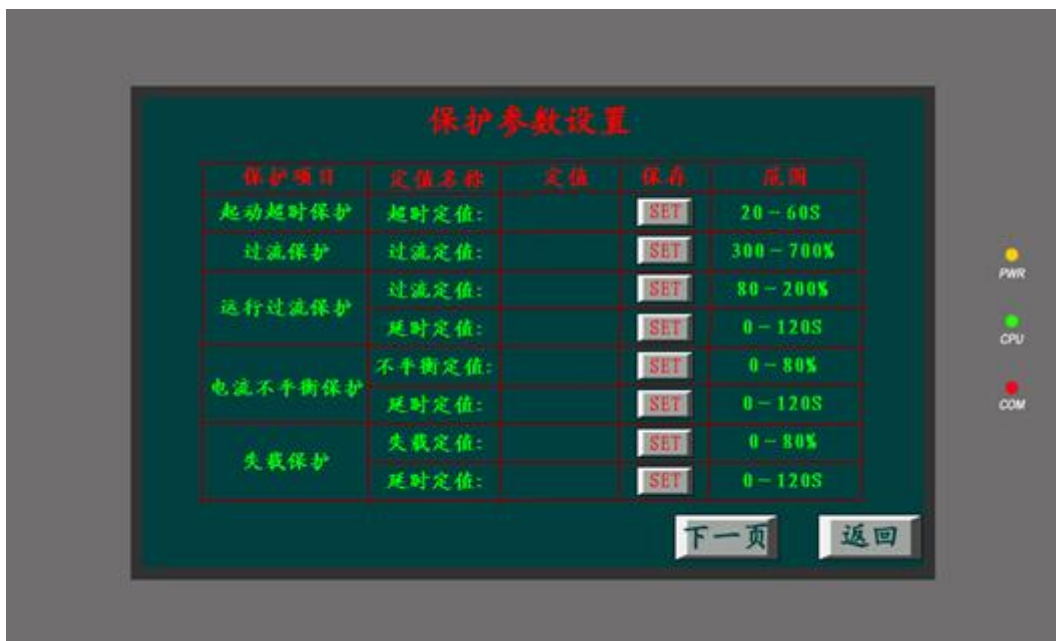 保护参数设置
保护项目 定值名称 定值 保存 范围
起动超时保护 超时定值: SET 20~60S
过流保护 过流定值: SET 300~700%
运行过流保护 过流定值: SET 80~200%
延时定值: SET 0~120S
电流不平衡保护 不平衡定值: SET 0~80%
延时定值: SET 0~120S
失载保护 失载定值: SET 0~80%
延时定值: SET 0~120S
下一页 返回
PWR
CPU
COM